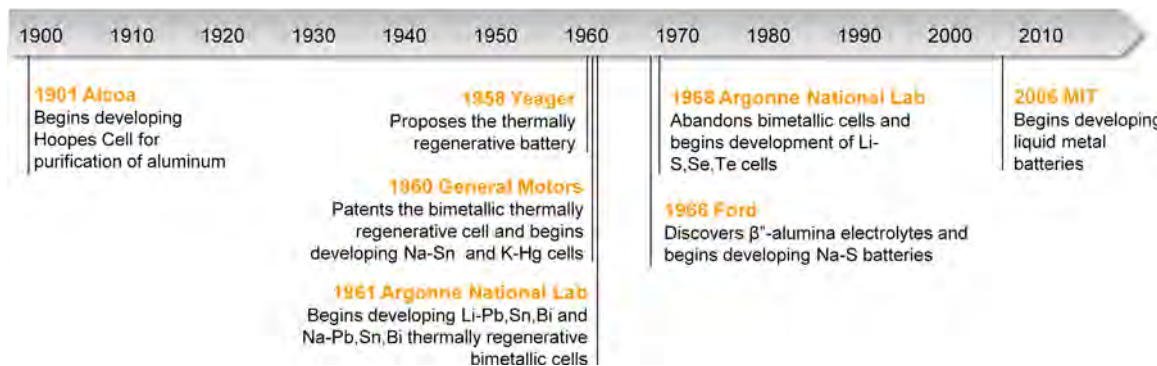 1900 1910 1920 1930 1940 1950 1960 1970 1980 1990 2000 2010
1901 Alcoa
Begins developing
Hoopes Cell for
purification of aluminum
1958 Yeager
Proposes the thermally
regenerative battery
1960 General Motors
Patents the bimetallic thermally
regenerative cell and begins
developing Na-Sn and K-Hg cells
1961 Argonne National Lab
Begins developing Li-Pb,Sn,Bi and
Na-Pb,Sn,Bi thermally regenerative
bimetallic cells
1968 Argonne National Lab
Abandons bimetallic cells and
begins development of Li-
S,Se,Te cells
1966 Ford
Discovers β"-alumina electrolytes and
begins developing Na-S batteries
2006 MIT
Begins developing
liquid metal
batteries